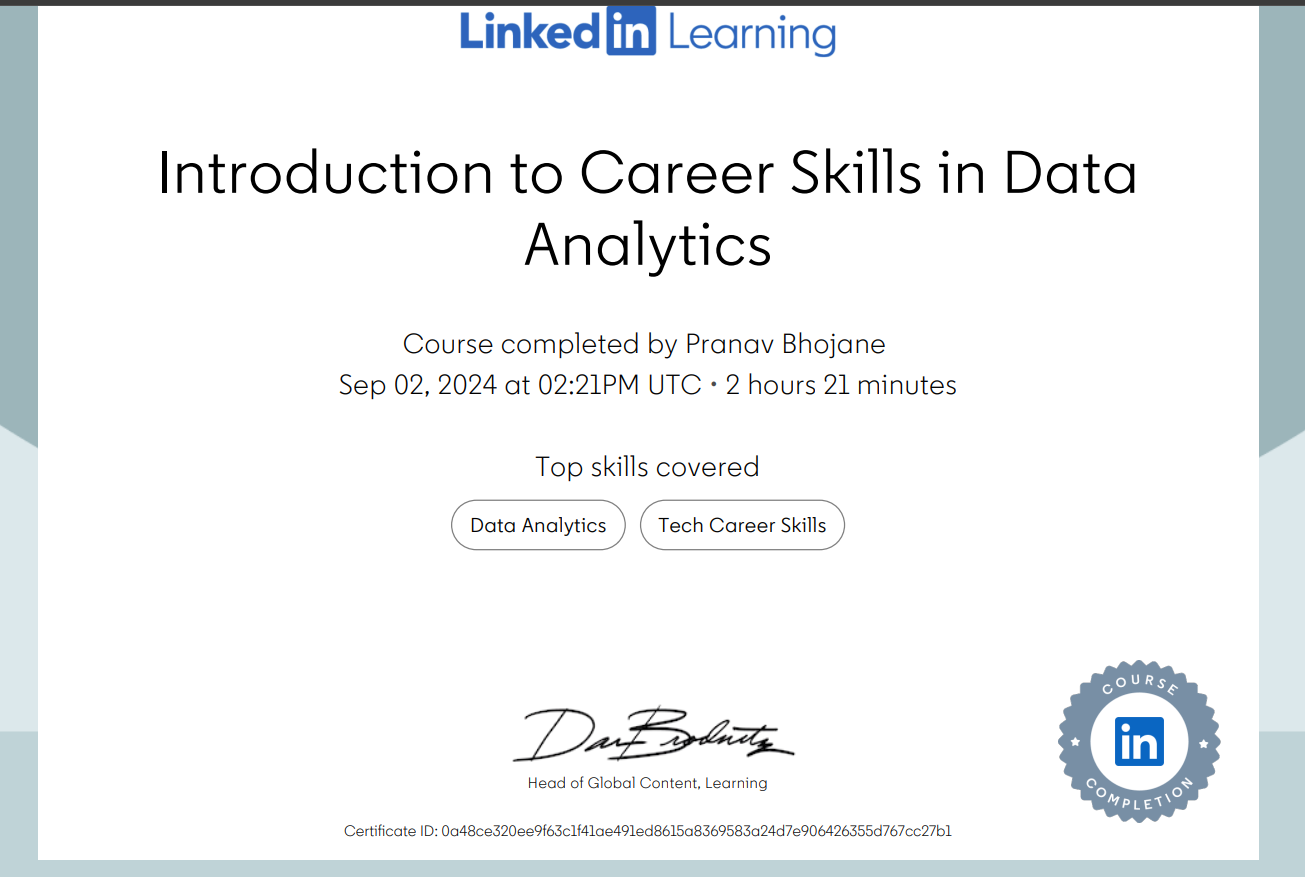 Linkedin Learning
Introduction to Career Skills in Data
Analytics
Course completed by Pranav Bhojane
Sep 02, 2024 at 02:21PM UTC • 2 hours 21 minutes
Top skills covered
Data Analytics
Tech Career Skills
Dan Brodnitz
Head of Global Content, Learning
Certificate ID: 0a48ce320ee9f63c1f41ae491ed8615a8369583a24d7e906426355d767cc27b1
COURSE
in
COMPLETION